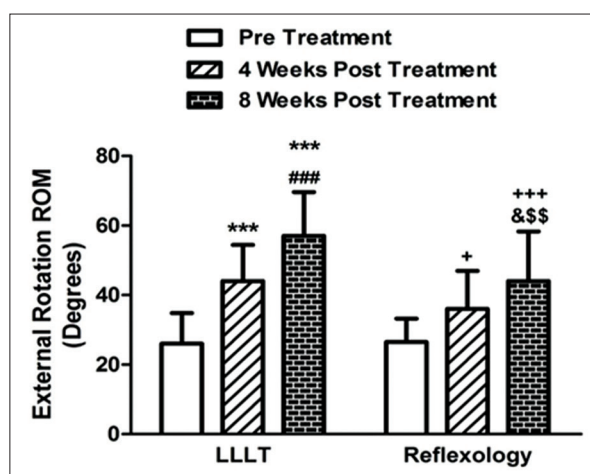 Pre Treatment
4 Weeks Post Treatment
8 Weeks Post Treatment
External Rotation ROM
(Degrees)
80
60
40
20
0
***
***
###
+
+++
&$$
LLLT
Reflexology